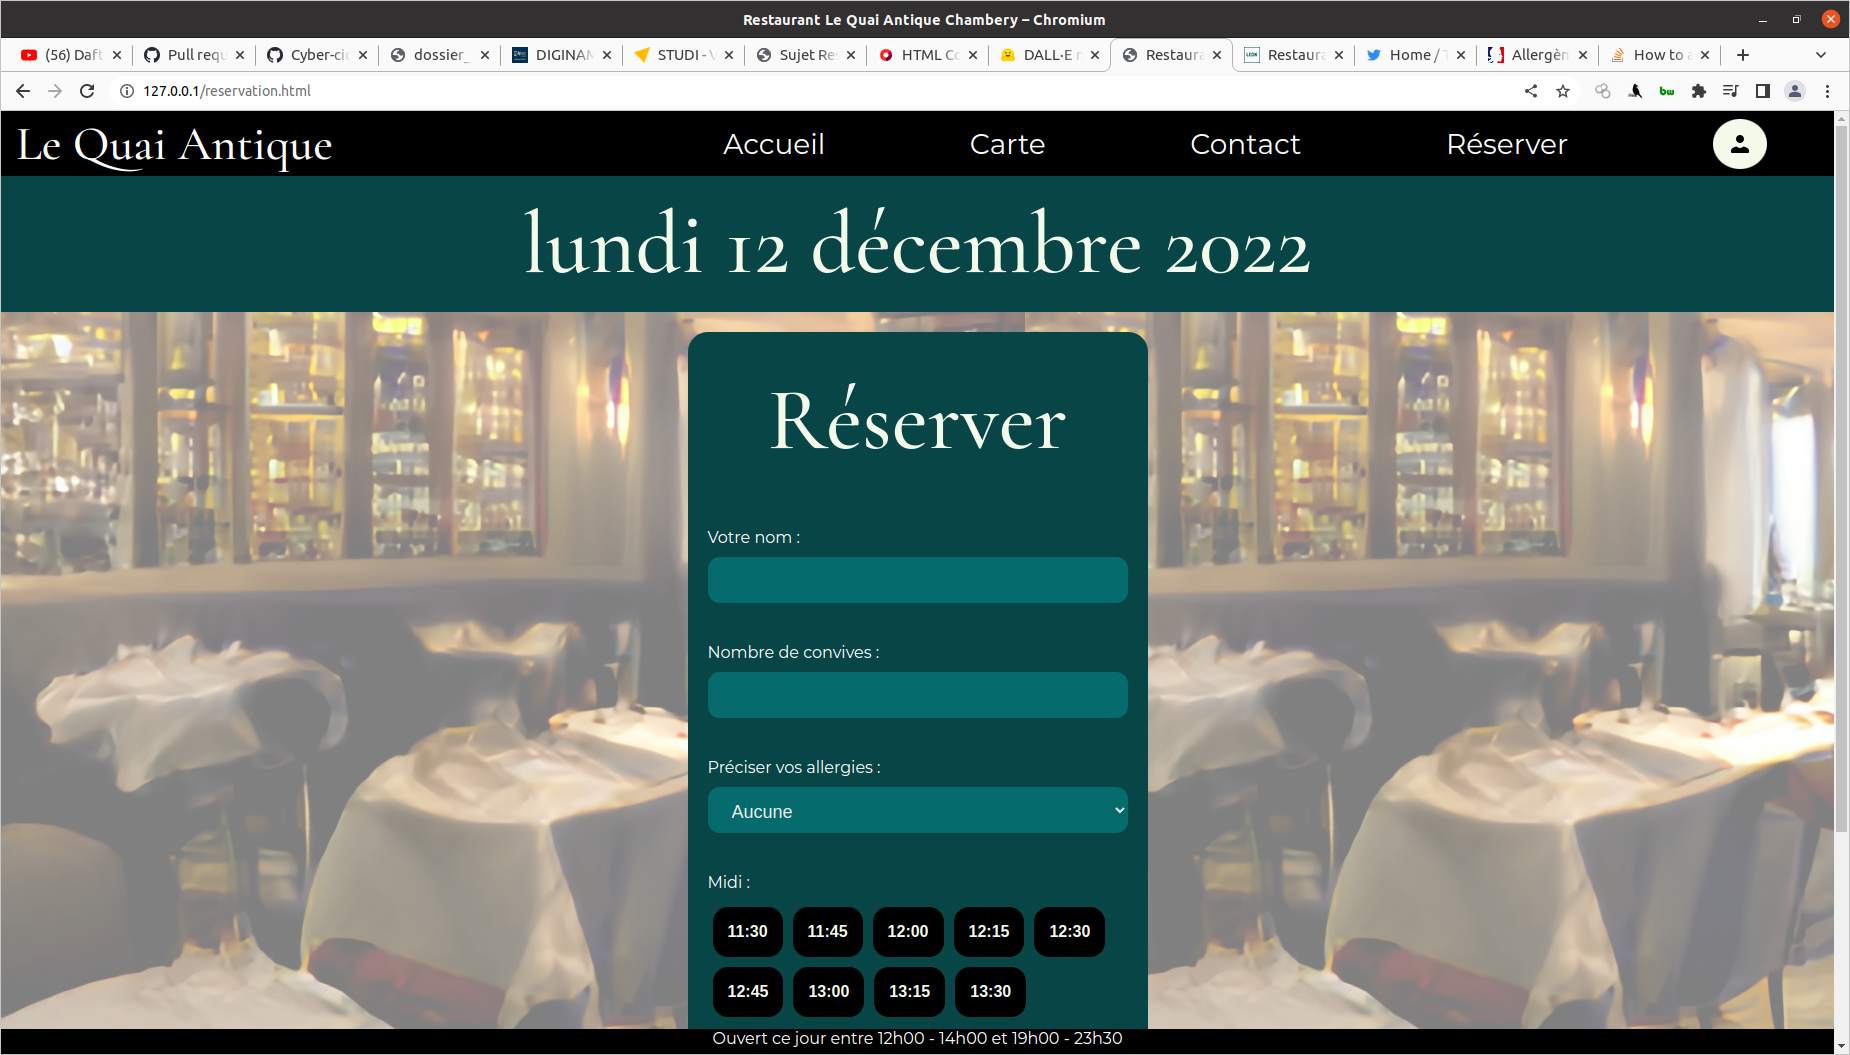 Restaurant Le Quai Antique Chambery – Chromium
(56) Daft
Pull requ
Cyber-cic
dossier_
DIGINAM
STUDI - V
Sujet Re
HTML Co
DALL·E m
Restaura
Restaura
Home / T
Allergèn
How to a
127.0.0.1/reservation.html
bw
Le Quai Antique
Accueil
Carte
Contact
Réserver
lundi 12 décembre 2022
Réserver
Votre nom :
Nombre de convives :
Préciser vos allergies :
Aucune
Midi :
11:30 11:45 12:00 12:15 12:30
12:45 13:00 13:15 13:30
Ouvert ce jour entre 12h00 - 14h00 et 19h00 - 23h30